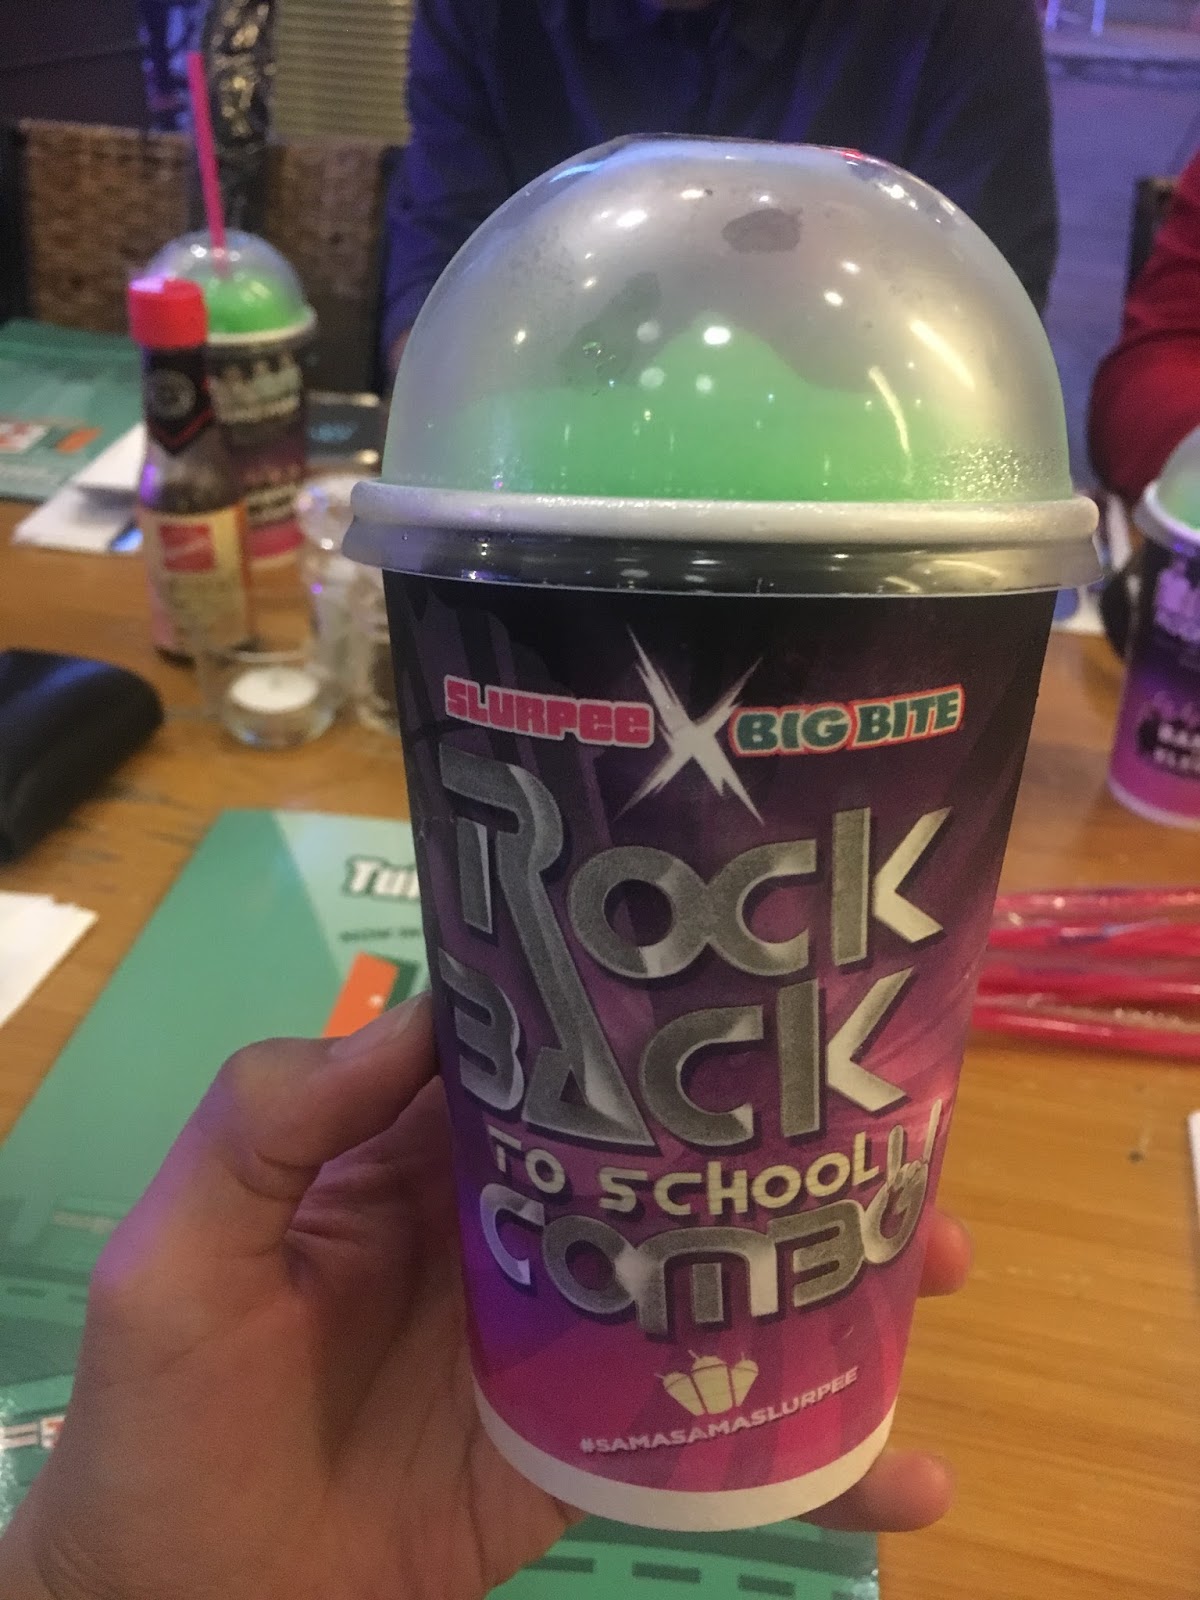 SLURPEE X BIG BITE
ROCK
BACK
TO SCHOOL
COMBO
#SAMASAMASLURPEE